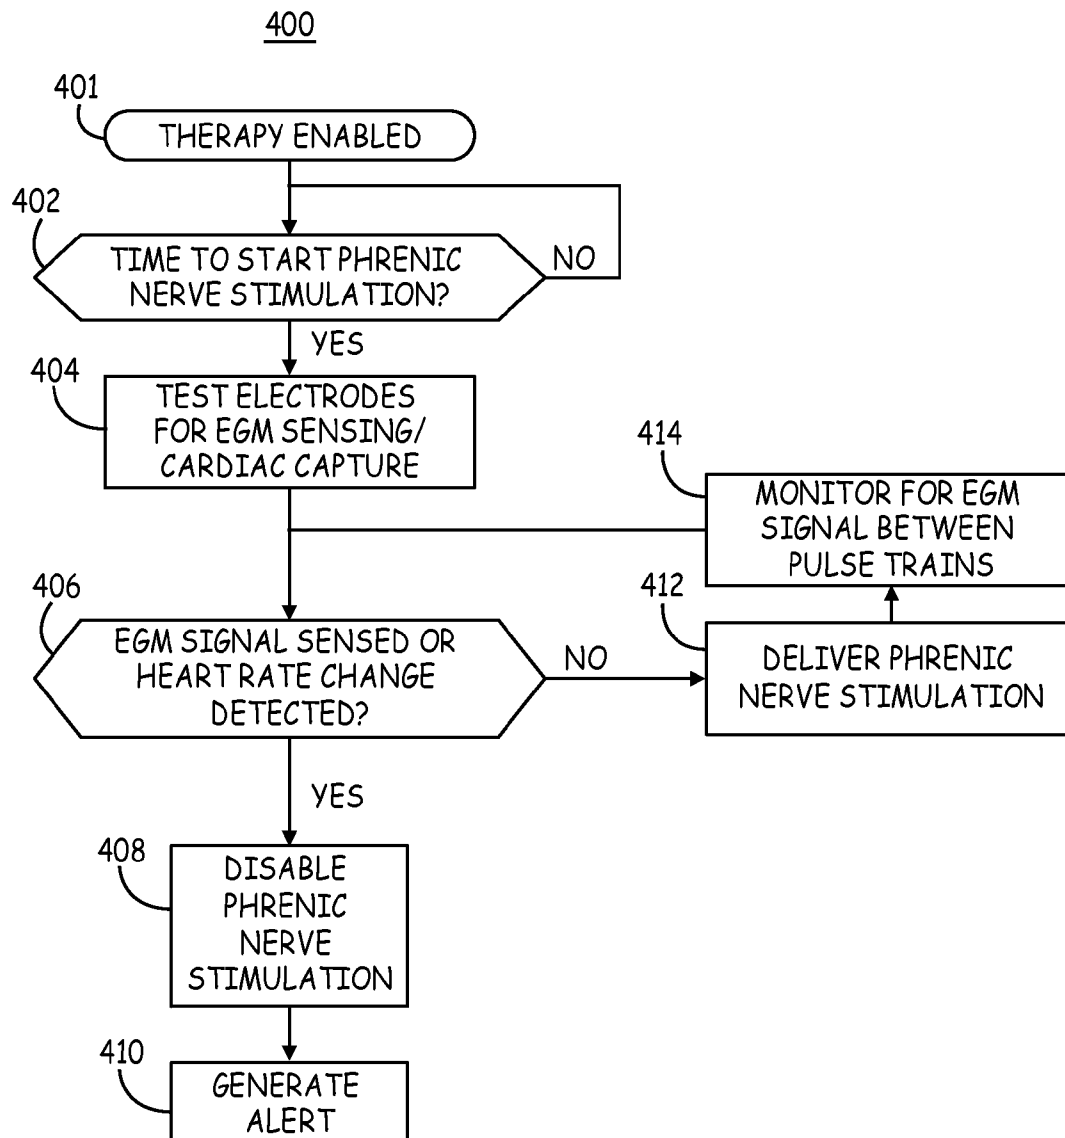 400
401
THERAPY ENABLED
402
TIME TO START PHRENIC
NERVE STIMULATION?
NO
YES
404
TEST ELECTRODES
FOR EGM SENSING/
CARDIAC CAPTURE
414
MONITOR FOR EGM
SIGNAL BETWEEN
PULSE TRAINS
406
EGM SIGNAL SENSED OR
HEART RATE CHANGE
DETECTED?
NO
412
DELIVER PHRENIC
NERVE STIMULATION
YES
408
DISABLE
PHRENIC
NERVE
STIMULATION
410
GENERATE
ALERT